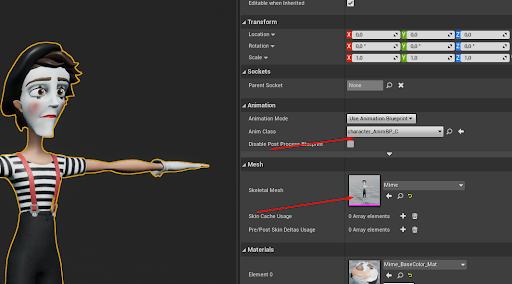 Editable when Inherited
Transform
Location
X 0,0 Y 0,0 Z 0,0
Rotation
X 0,0 ° Y 0,0 ° Z 0,0 °
Scale
X 1,0 Y 1,0 Z 1,0
Sockets
Parent Socket
None
Animation
Animation Mode
Use Animation Blueprint
Anim Class
character_AnimBP_C
Disable Post Process Blueprint
Mesh
Skeletal Mesh
Mime
Skin Cache Usage
0 Array elements
Pre/Post Skin Deltas Usage
0 Array elements
Materials
Element 0
Mime_BaseColor_Mat